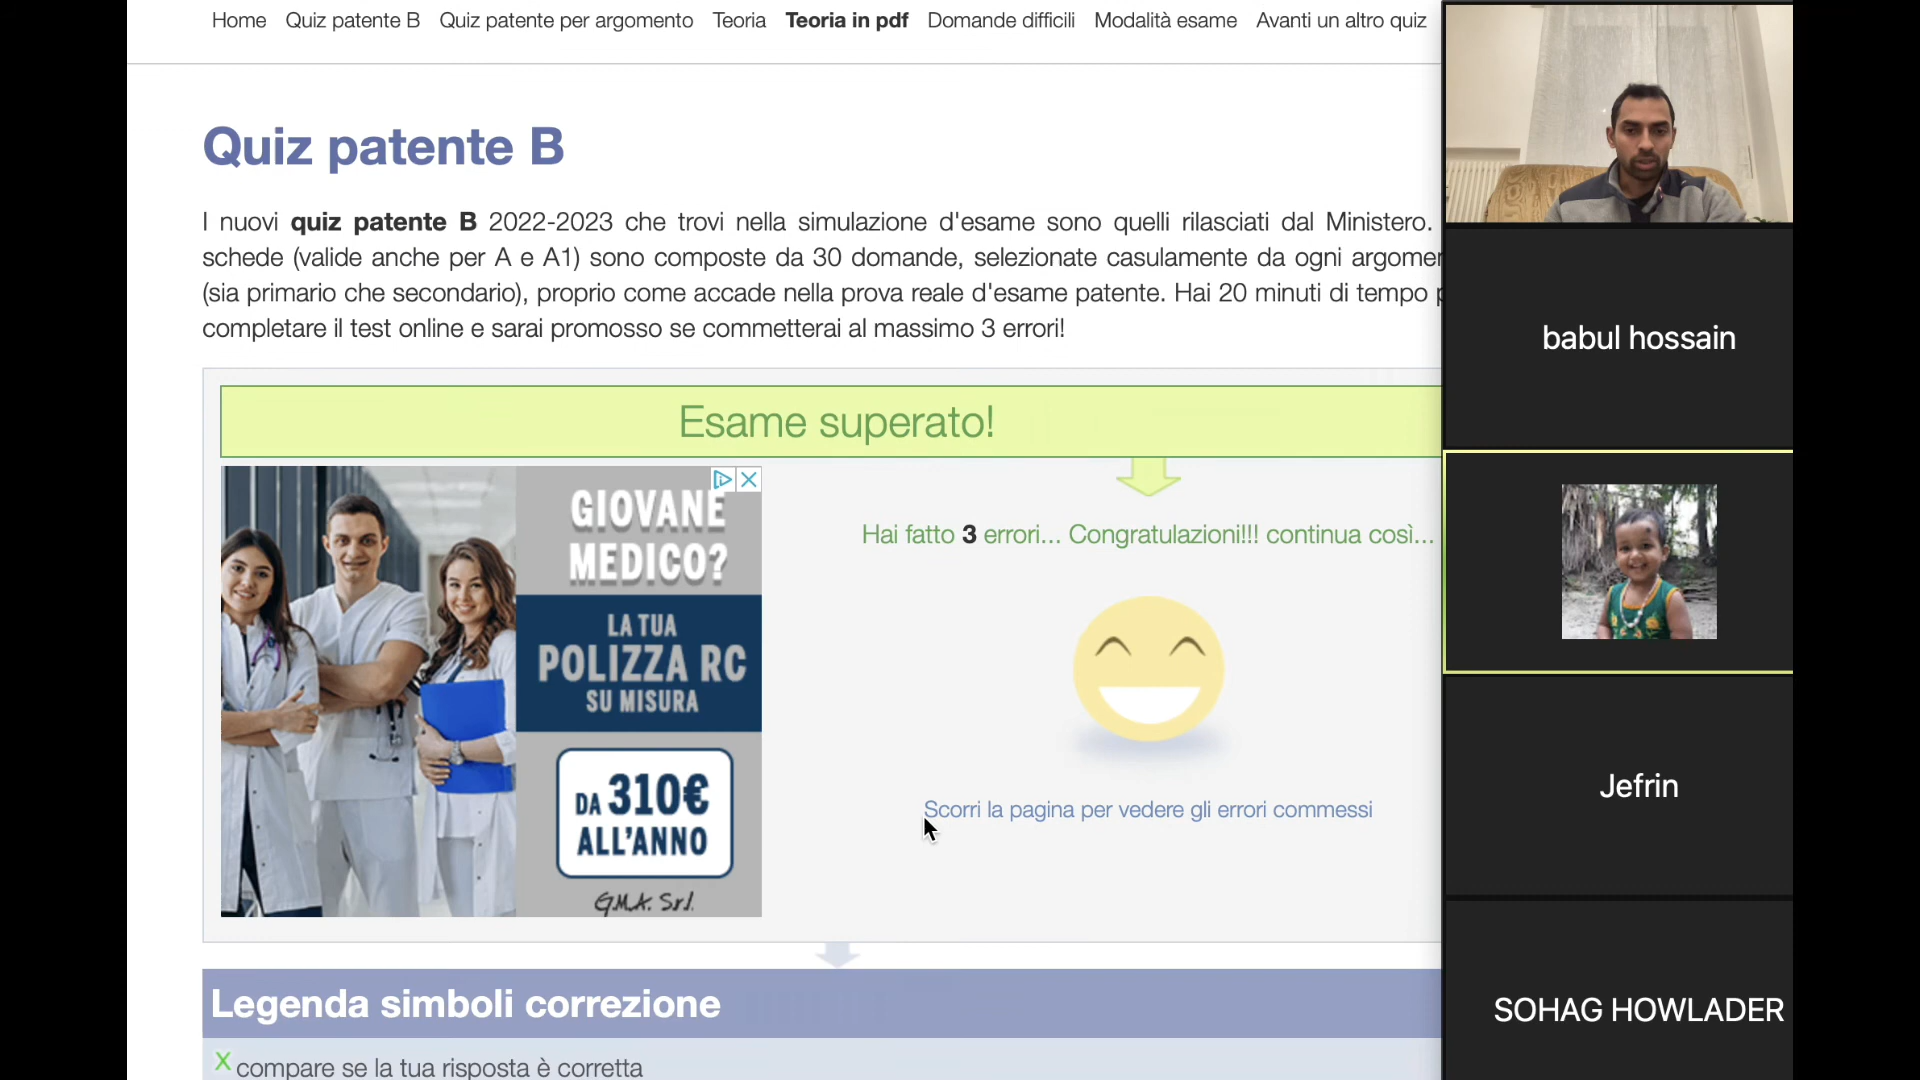 Home Quiz patente B Quiz patente per argomento Teoria Teoria in pdf Domande difficili Modalità esame Avanti un altro quiz
Quiz patente B
I nuovi quiz patente B 2022-2023 che trovi nella simulazione d'esame sono quelli rilasciati dal Ministero.
schede (valide anche per A e A1) sono composte da 30 domande, selezionate casulamente da ogni argomen
(sia primario che secondario), proprio come accade nella prova reale d'esame patente. Hai 20 minuti di tempo p
completare il test online e sarai promosso se commetterai al massimo 3 errori!
Esame superato!
GIOVANE
MEDICO?
LA TUA
POLIZZA RC
SU MISURA
DA 310€
ALL'ANNO
G.M.A. Srl.
Hai fatto 3 errori... Congratulazioni!!! continua così...
Scorri la pagina per vedere gli errori commessi
Legenda simboli correzione
X compare se la tua risposta è corretta
babul hossain
Jefrin
SOHAG HOWLADER